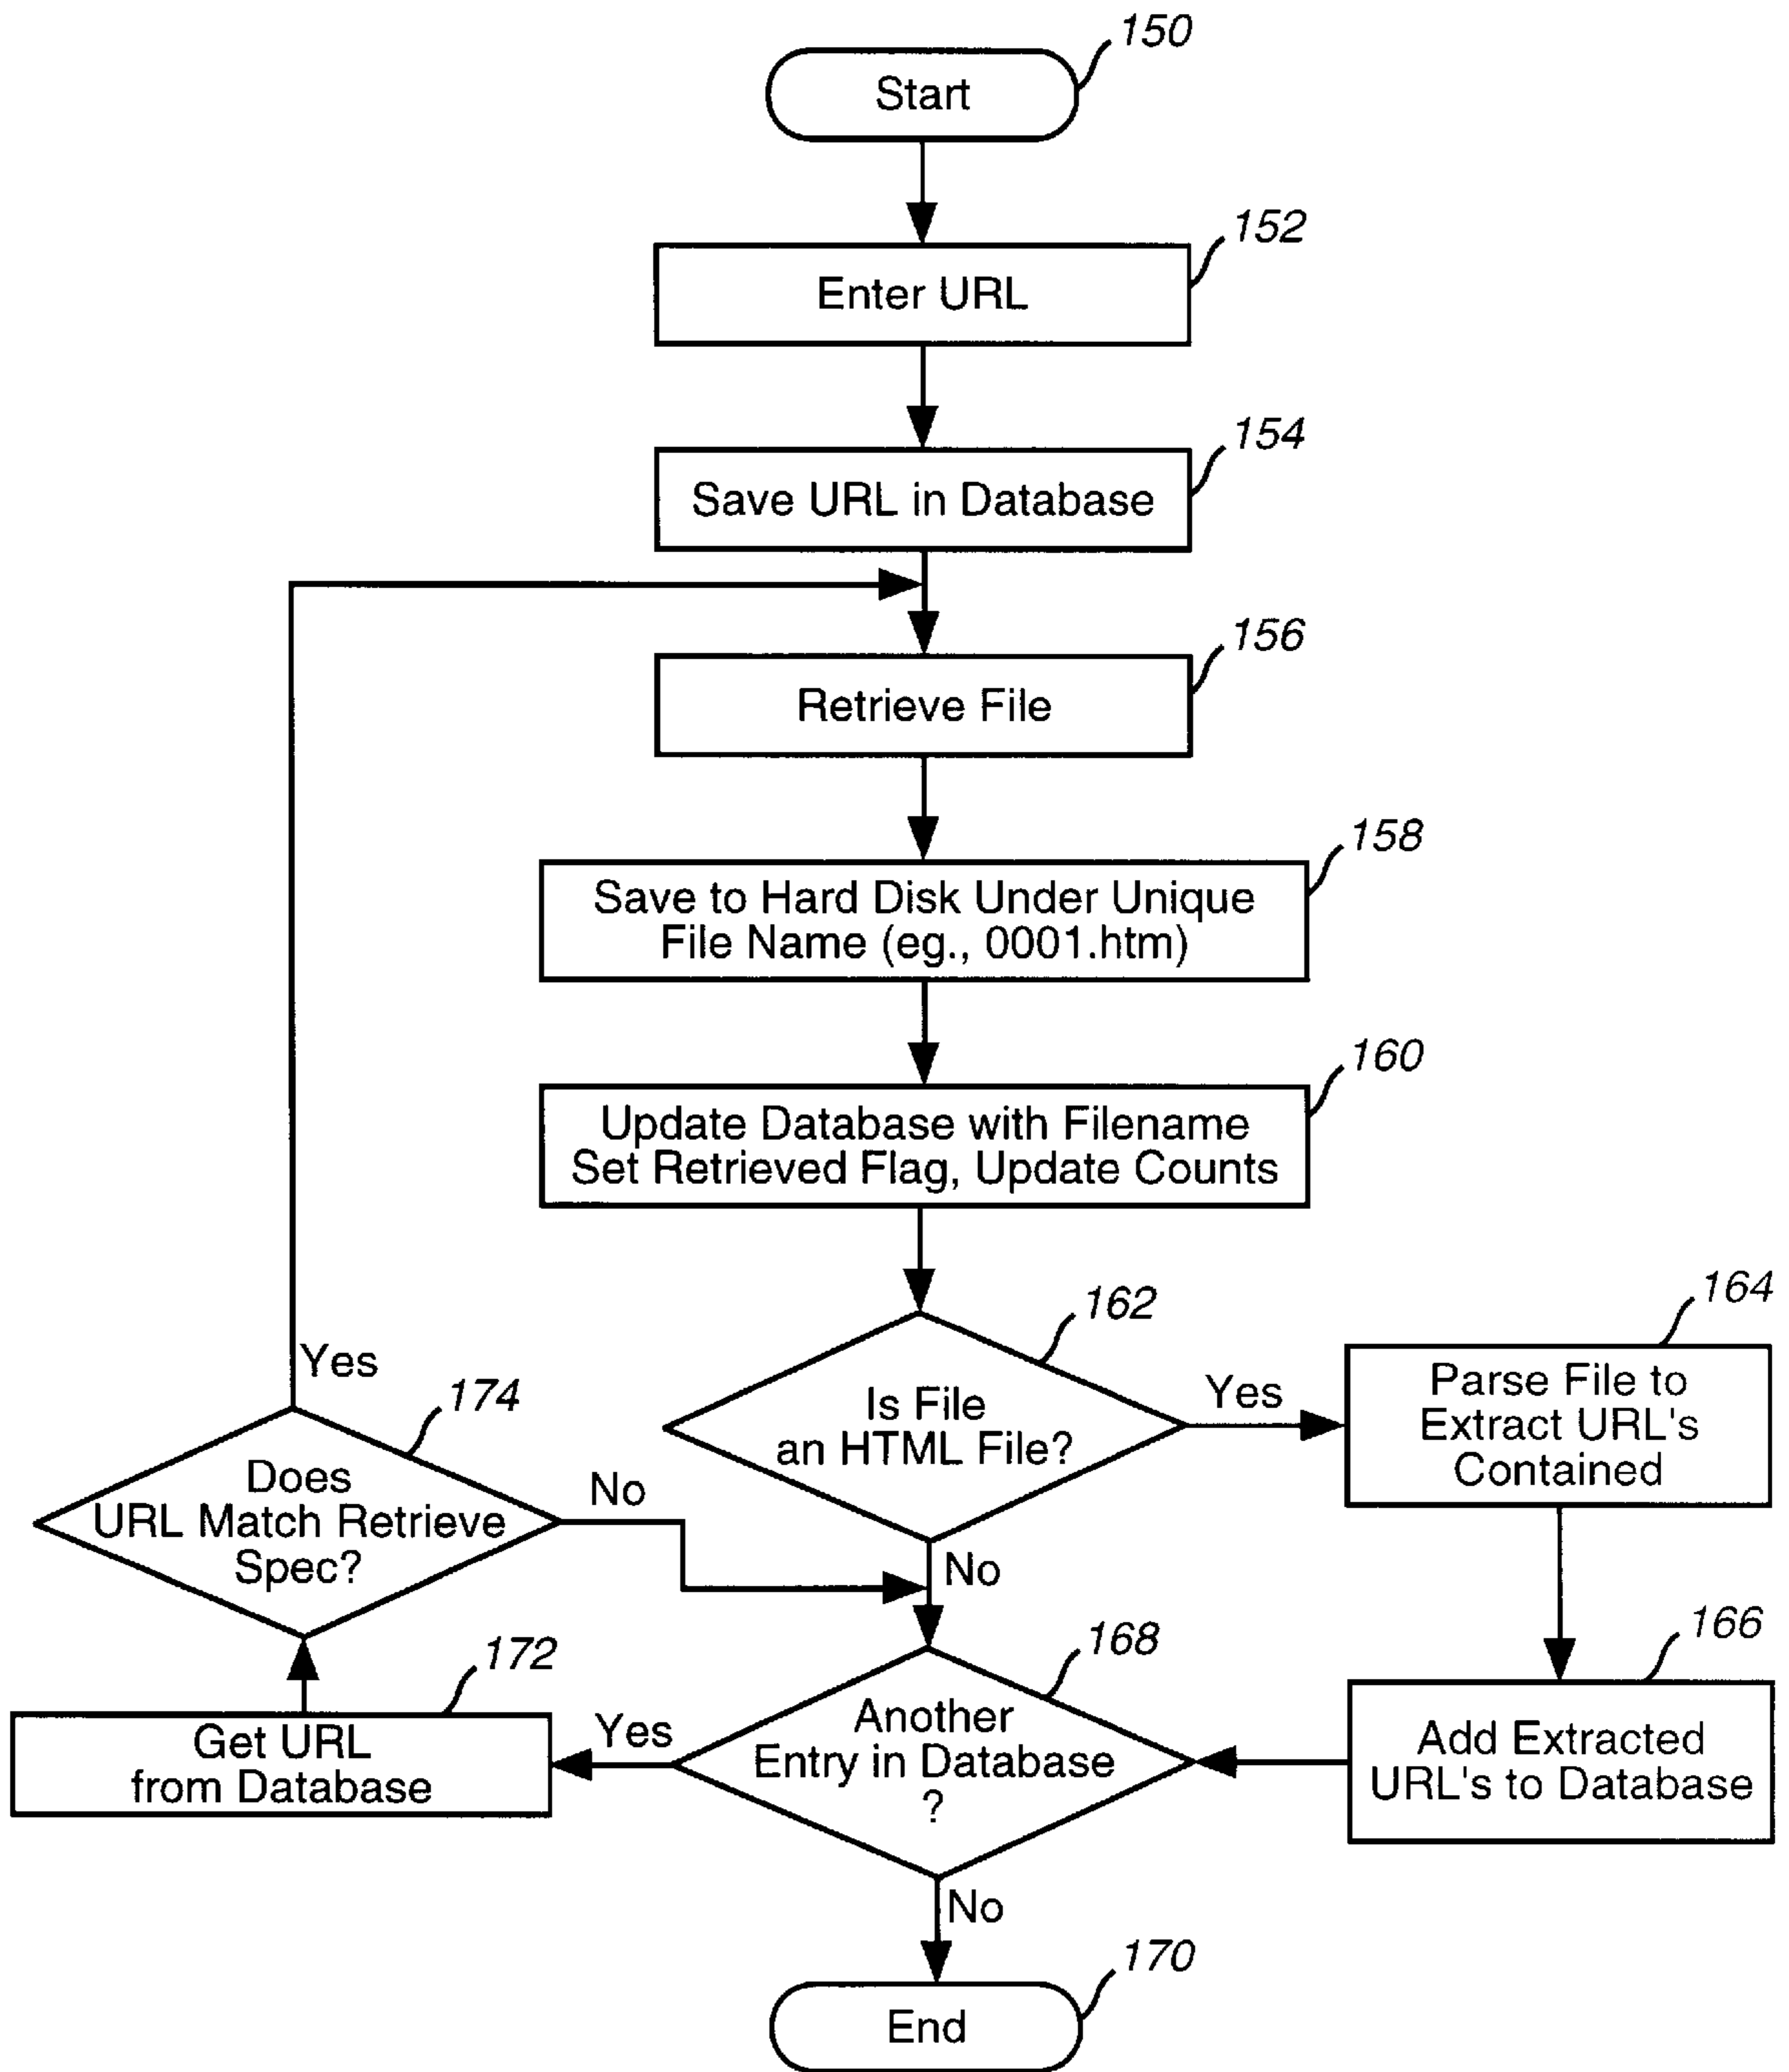 150
Start
152
Enter URL
154
Save URL in Database
156
Retrieve File
158
Save to Hard Disk Under Unique
File Name (eg., 0001.htm)
160
Update Database with Filename
Set Retrieved Flag, Update Counts
162
Is File
an HTML File?
Yes
No
164
Parse File to
Extract URL's
Contained
166
Add Extracted
URL's to Database
168
Another
Entry in Database
?
Yes
No
172
Get URL
from Database
174
Does
URL Match Retrieve
Spec?
Yes
No
170
End